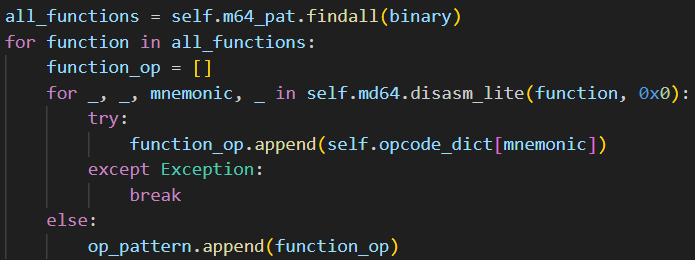 all_functions = self.m64_pat.findall(binary)
for function in all_functions:
    function_op = []
    for _, _, mnemonic, _ in self.md64.disasm_lite(function, 0x0):
        try:
            function_op.append(self.opcode_dict[mnemonic])
        except Exception:
            break
    else:
        op_pattern.append(function_op)